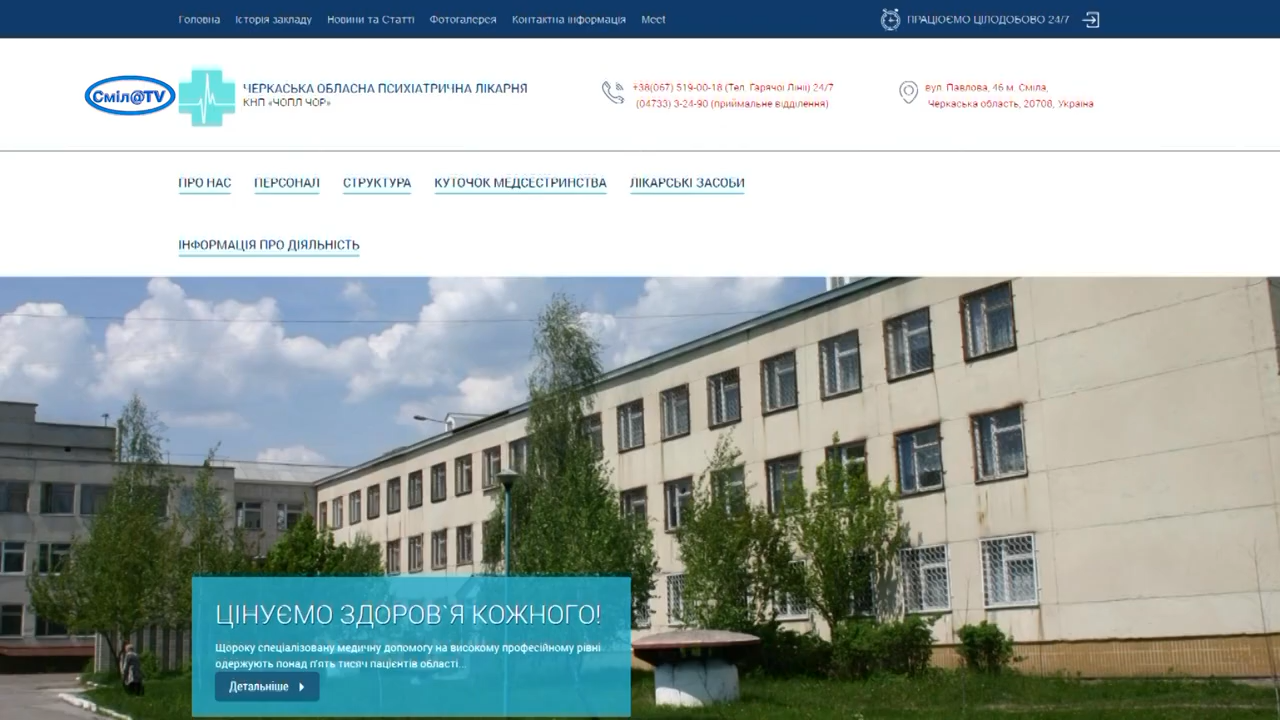 Головна Історія закладу Новини та Статті Фотогалерея Контактна інформація Meet ПРАЦЮЄМО ЦІЛОДОБОВО 24/7
Сміл@TV
ЧЕРКАСЬКА ОБЛАСНА ПСИХІАТРИЧНА ЛІКАРНЯ
КНП «ЧОПЛ ЧОР»
+38(067) 519-00-18 (Тел. Гарячої Лінії) 24/7
(04733) 3-24-90 (приймальне відділення)
вул. Павлова, 46 м. Сміла,
Черкаська область, 20708, Україна
ПРО НАС ПЕРСОНАЛ СТРУКТУРА КУТОЧОК МЕДСЕСТРИНСТВА ЛІКАРСЬКІ ЗАСОБИ
ІНФОРМАЦІЯ ПРО ДІЯЛЬНІСТЬ
ЦІНУЄМО ЗДОРОВ`Я КОЖНОГО!
Щороку спеціалізовану медичну допомогу на високому професійному рівні
одержують понад п'ять тисяч пацієнтів області...
Детальніше